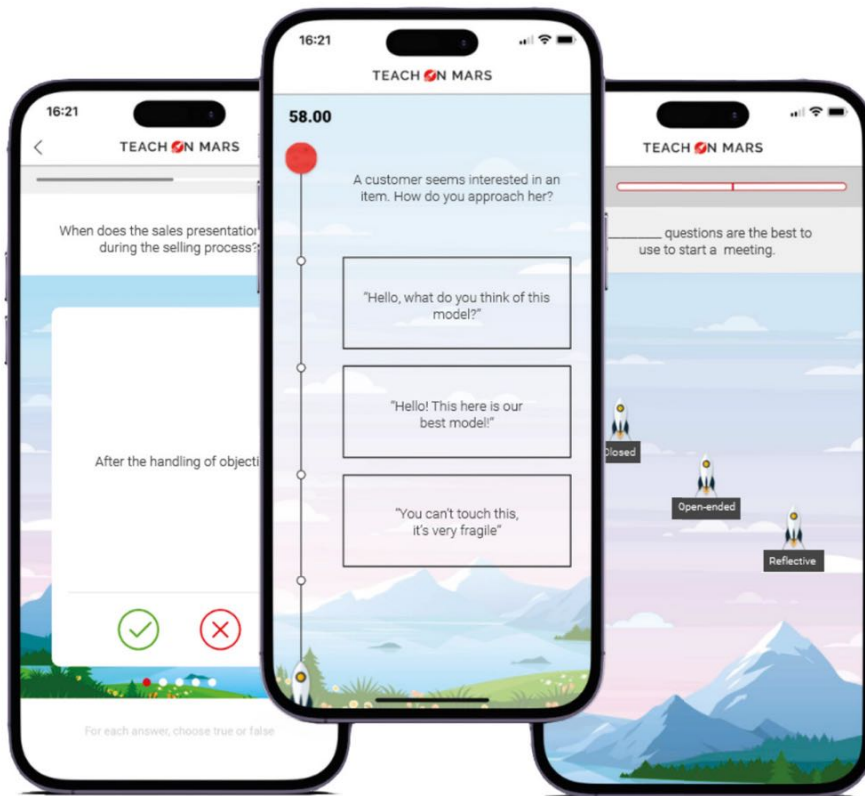 16:21
TEACH ON MARS
When does the sales presentation
during the selling process?
After the handling of
For each answer, choose true or false
16:21
TEACH ON MARS
58.00
A customer seems interested in an
item. How do you approach her?
"Hello, what do you think of this
model?"
"Hello! This here is our
best model!"
"You can't touch this,
it's very fragile"
TEACH ON MARS
________ questions are the best to
use to start a meeting.
Closed
Open-ended
Reflective